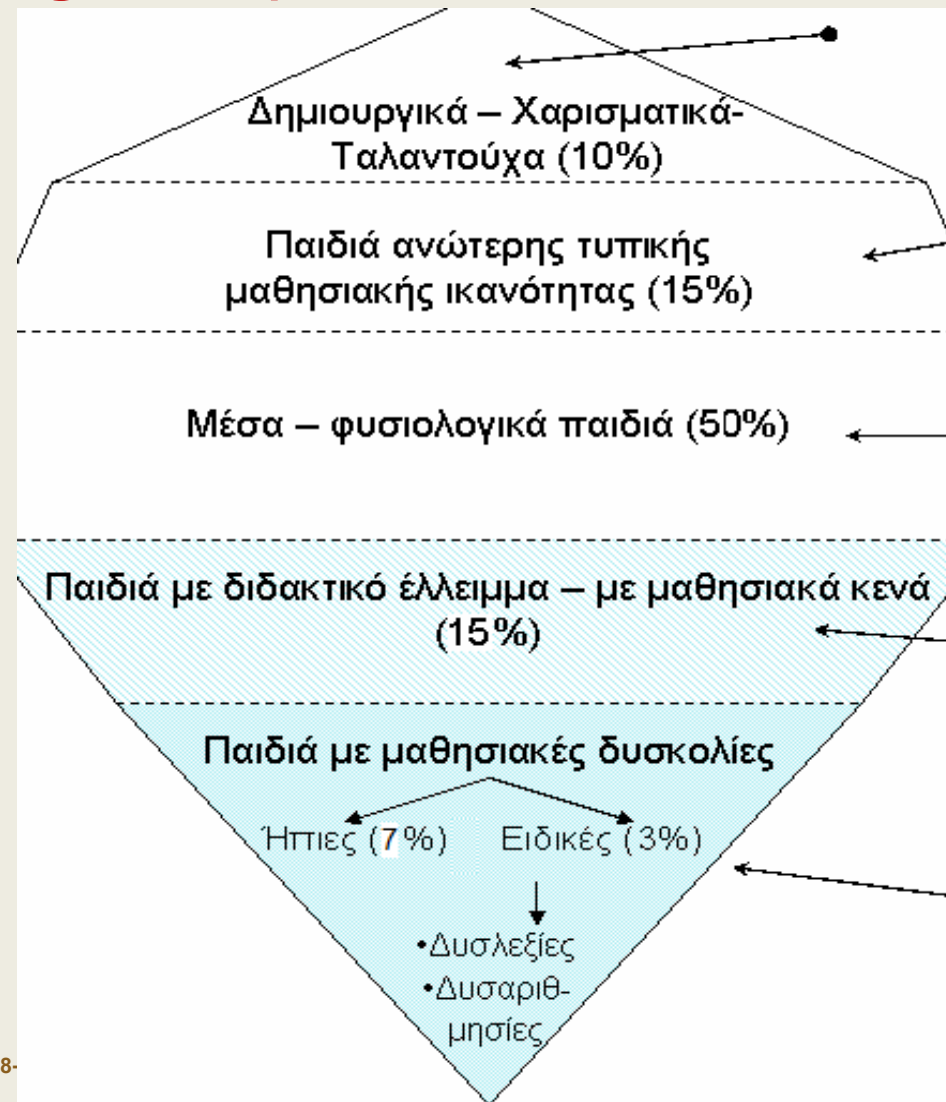 Δημιουργικά – Χαρισματικά-
Ταλαντούχα (10%)
Παιδιά ανώτερης τυπικής
μαθησιακής ικανότητας (15%)
Μέσα – φυσιολογικά παιδιά (50%)
Παιδιά με διδακτικό έλλειμμα – με μαθησιακά κενά
(15%)
Παιδιά με μαθησιακές δυσκολίες
Ήπιες (7%) Ειδικές (3%)
•Δυσλεξίες
•Δυσαριθ-
μησίες
8-